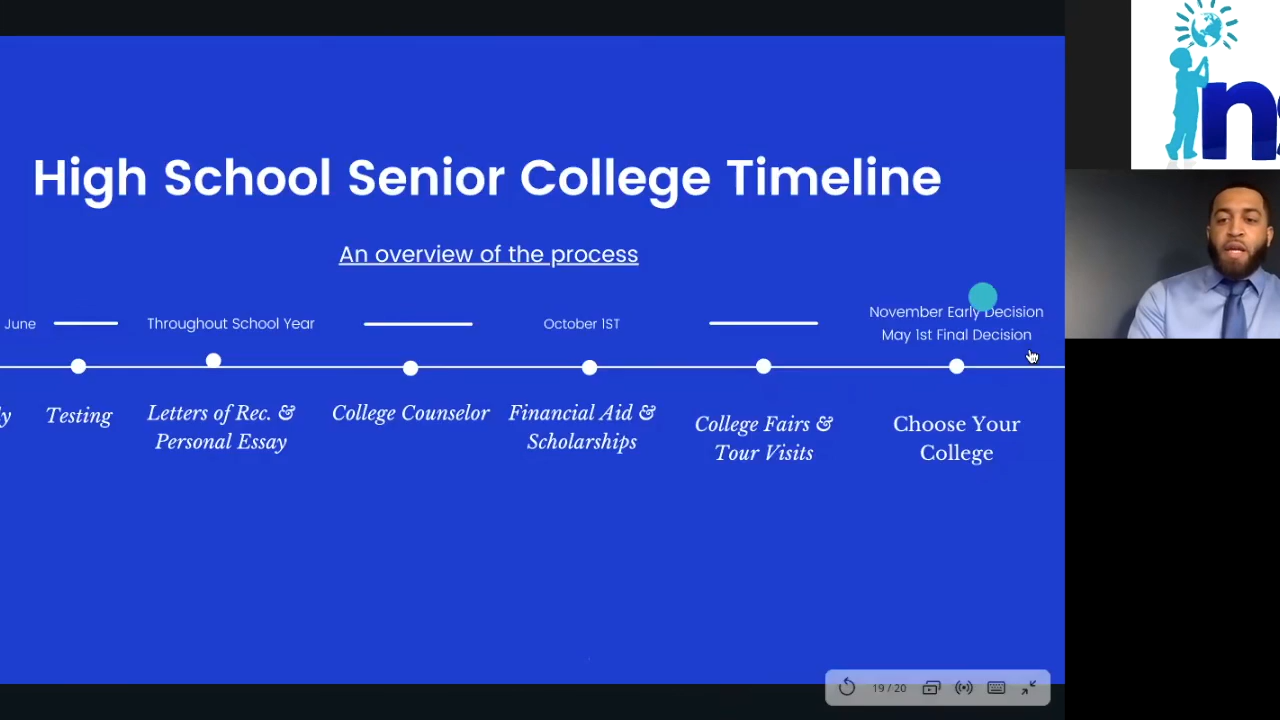 High School Senior College Timeline
An overview of the process
June
Throughout School Year
October 1ST
November Early Decision
May 1st Final Decision
Testing
Letters of Rec. &
Personal Essay
College Counselor
Financial Aid &
Scholarships
College Fairs &
Tour Visits
Choose Your
College
19 / 20